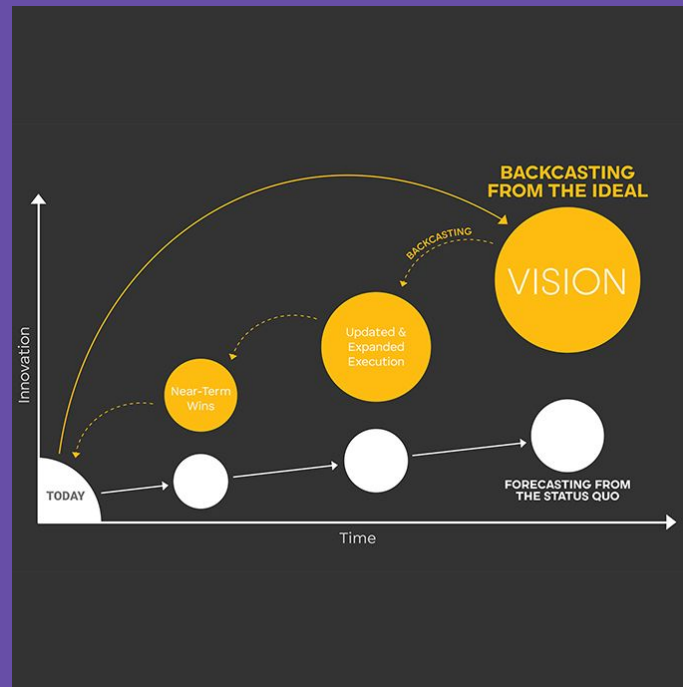 BACKCASTING
FROM THE IDEAL
BACKCASTING
VISION
Updated &
Expanded
Execution
Near-Term
Wins
Innovation
TODAY
FORECASTING FROM
THE STATUS QUO
Time